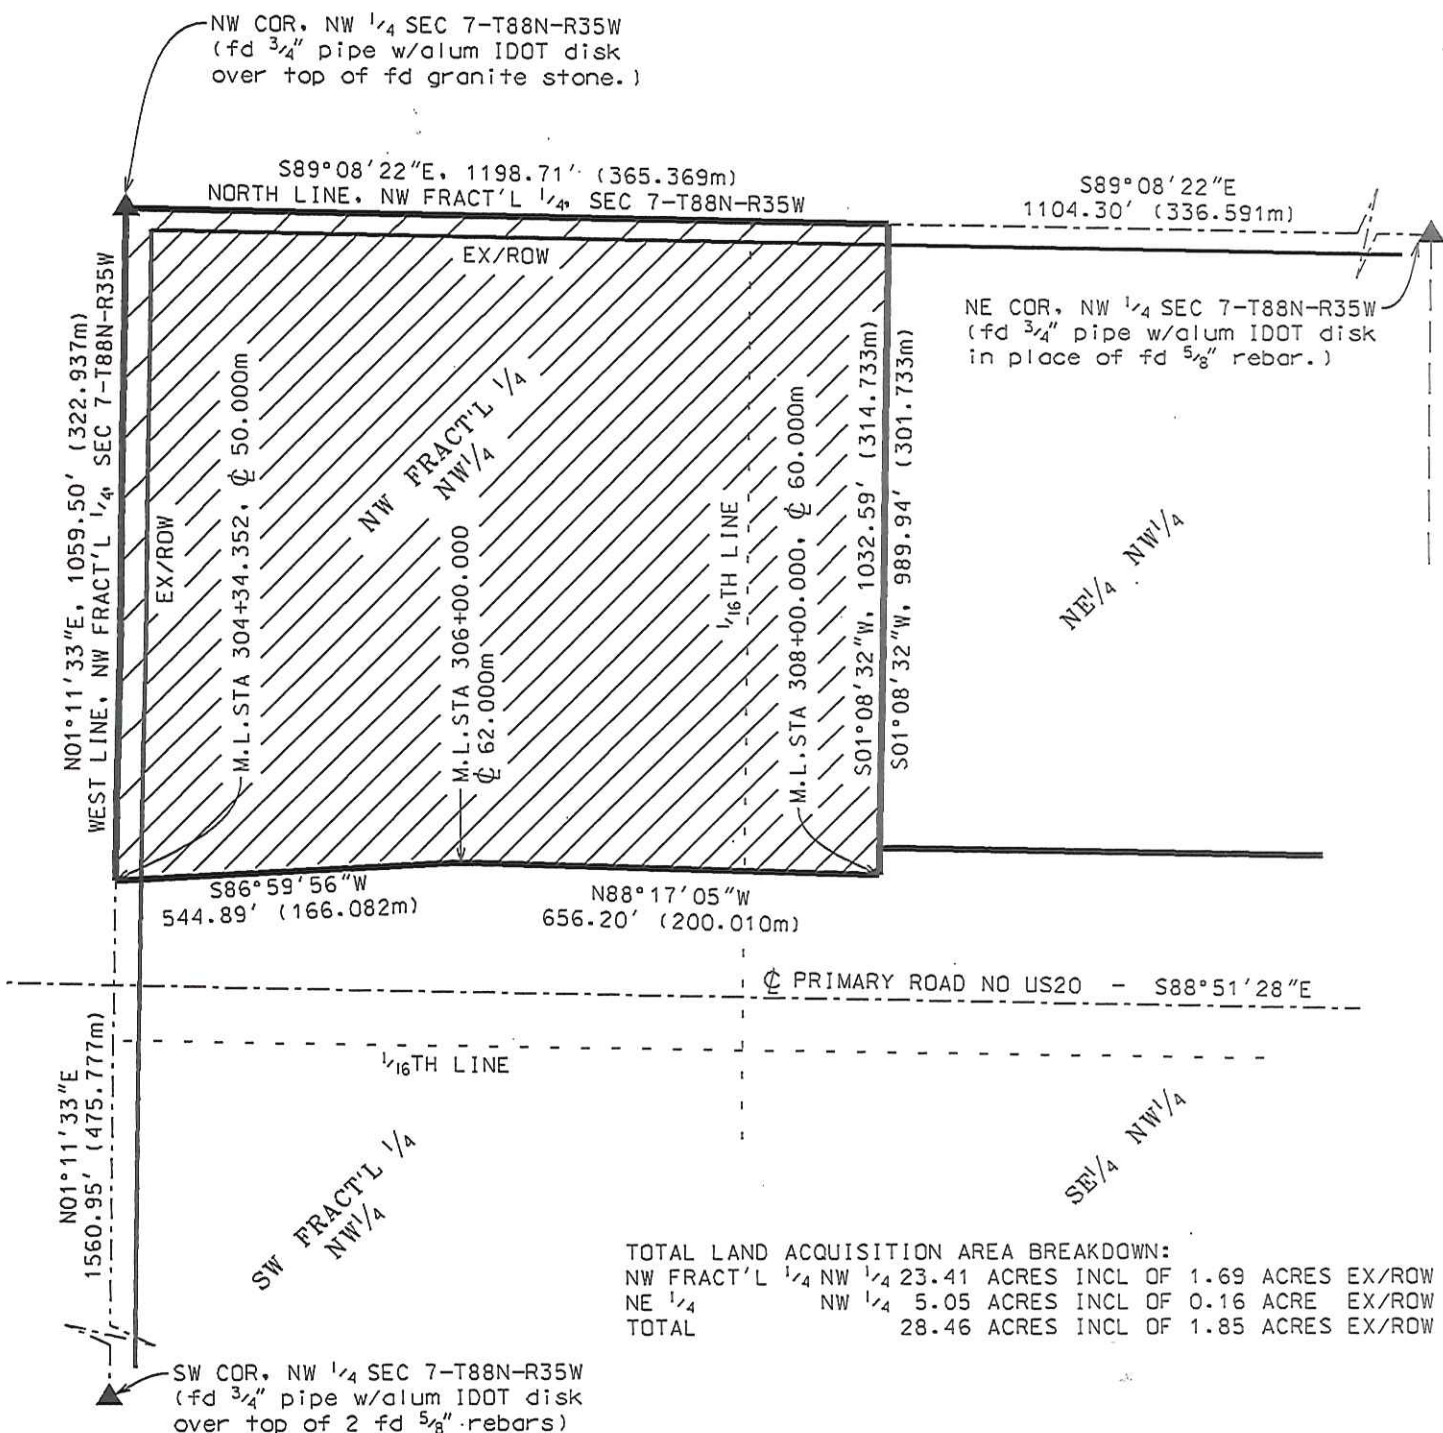 NW COR. NW 1/4 SEC 7-T88N-R35W
(fd 3/4" pipe w/alum IDOT disk
over top of fd granite stone.)
S89°08'22"E, 1198.71' (365.369m)
NORTH LINE, NW FRACT'L 1/4, SEC 7-T88N-R35W
S89°08'22"E
1104.30' (336.591m)
NE COR, NW 1/4 SEC 7-T88N-R35W
(fd 3/4" pipe w/alum IDOT disk
in place of fd 5/8" rebar.)
EX/ROW
N01°11'33"E, 1059.50' (322.937m)
WEST LINE, NW FRACT'L 1/4, SEC 7-T88N-R35W
EX/ROW
M.L.STA 304+34.352, ℄ 50.000m
NW FRACT'L 1/4
NW1/4
M.L.STA 306+00.000
℄ 62.000m
1/16TH LINE
M.L.STA 308+00.000, ℄ 60.000m
S01°08'32"W, 1032.59' (314.733m)
S01°08'32"W, 989.94' (301.733m)
NE1/4 NW1/4
S86°59'56"W
544.89' (166.082m)
N88°17'05"W
656.20' (200.010m)
℄ PRIMARY ROAD NO US20 - S88°51'28"E
1/16TH LINE
N01°11'33"E
1560.95' (475.777m)
SW FRACT'L 1/4
NW1/4
SE1/4 NW1/4
TOTAL LAND ACQUISITION AREA BREAKDOWN:
NW FRACT'L 1/4 NW 1/4 23.41 ACRES INCL OF 1.69 ACRES EX/ROW
NE 1/4 NW 1/4 5.05 ACRES INCL OF 0.16 ACRE EX/ROW
TOTAL 28.46 ACRES INCL OF 1.85 ACRES EX/ROW
SW COR. NW 1/4 SEC 7-T88N-R35W
(fd 3/4" pipe w/alum IDOT disk
over top of 2 fd 5/8" rebars)